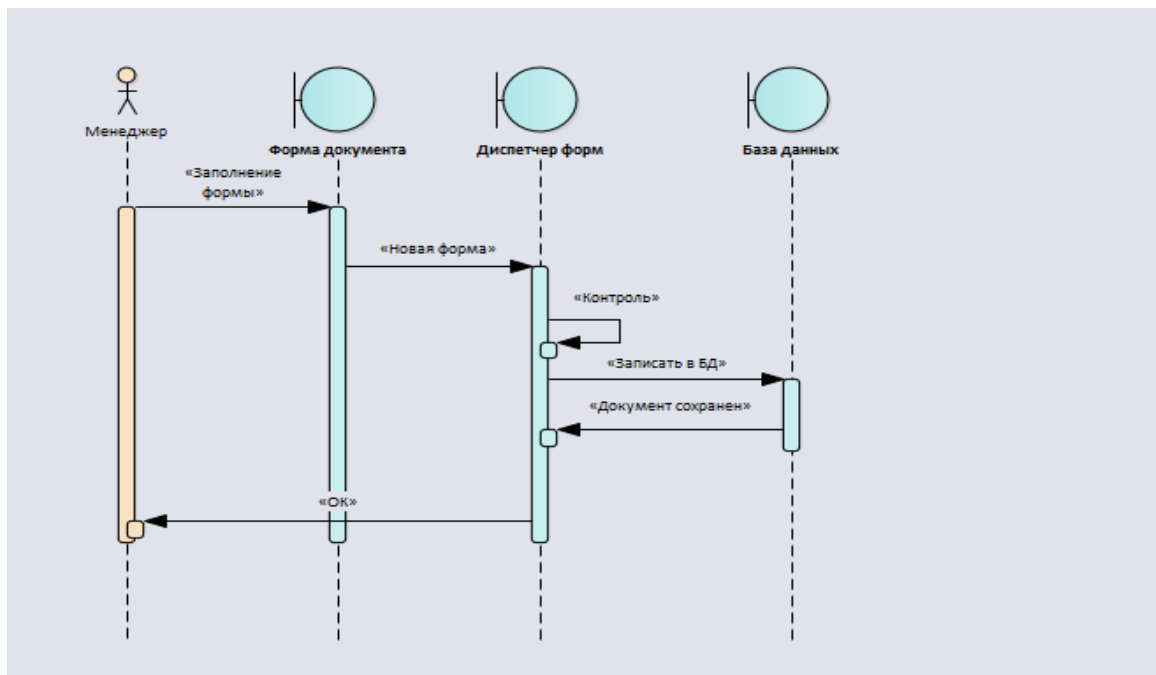 Менеджер
Форма документа
Диспетчер форм
База данных
«Заполнение
формы»
«Новая форма»
«Контроль»
«Записать в БД»
«Документ сохранен»
«ОК»